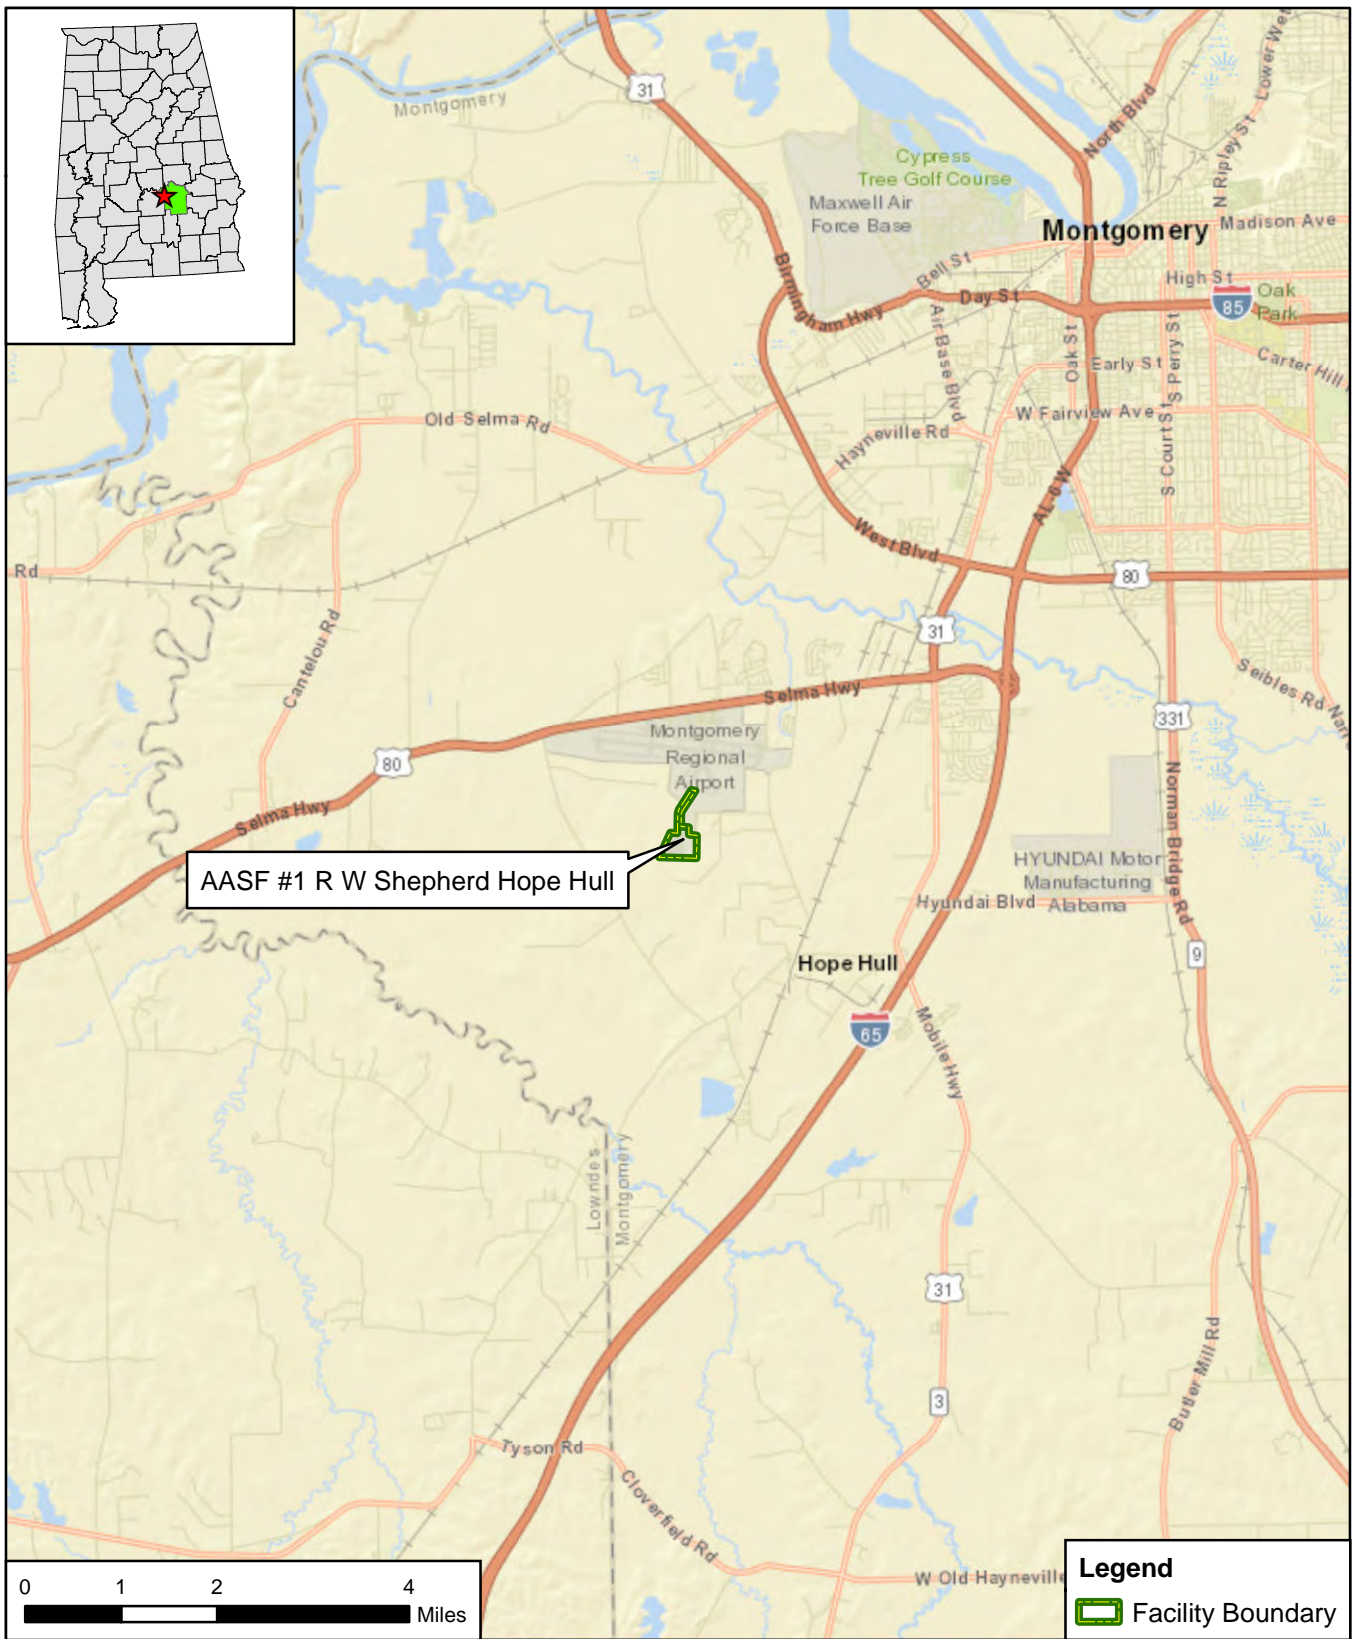 Montgomery
31
North Blvd
N Ripley St
Lower Wet
Cypress
Tree Golf Course
Maxwell Air
Force Base
Montgomery
Madison Ave
Birmingham Hwy
Bell St
Day St
High St
85
Oak
Park
Air Base Blvd
Oak St
Early St
S Perry St
Carter Hill
Old Selma Rd
W Fairview Ave
Hayneville Rd
S Court St
AL-6 W
West Blvd
Rd
80
Cantelou Rd
31
Seibles Rd
Narr
Selma Hwy
331
Montgomery
Regional
Airport
80
Selma Hwy
Norman Bridge Rd
AASF #1 R W Shepherd Hope Hull
HYUNDAI Motor
Manufacturing
Alabama
Hyundai Blvd
9
Hope Hull
65
Mobile Hwy
Lowndes
Montgomery
31
Butler Mill Rd
3
Tyson Rd
Cloverfield Rd
W Old Hayneville
0 1 2 4
Miles
Legend
Facility Boundary